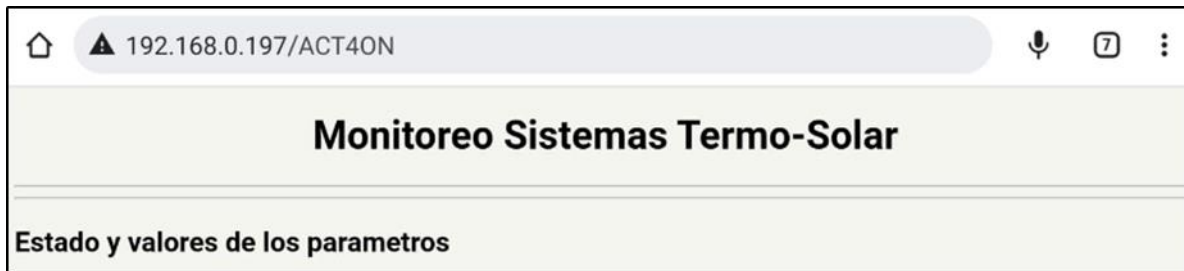 192.168.0.197/ACT4ON
7
Monitoreo Sistemas Termo-Solar
Estado y valores de los parametros